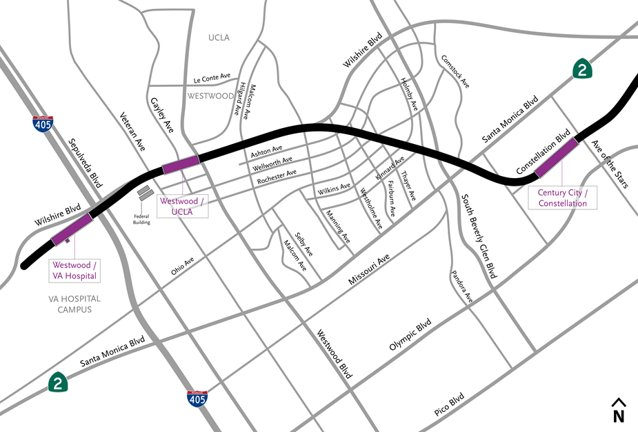 UCLA
Wilshire Blvd
Comstock Ave
2
Le Conte Ave
WESTWOOD
Hilgard Ave
Malcom Ave
Holmby Ave
Santa Monica Blvd
405
Gayley Ave
Veteran Ave
Sepulveda Blvd
Constellation Blvd
Ave of the Stars
Ashton Ave
Wellworth Ave
Rochester Ave
Wilkins Ave
Kinnard Ave
Thayer Ave
Fairburn Ave
Westholme Ave
Manning Ave
Westwood /
UCLA
Federal
Building
Wilshire Blvd
Century City /
Constellation
South Beverly Glen Blvd
Selby Ave
Malcom Ave
Westwood /
VA Hospital
Ohio Ave
Missouri Ave
Pandora Ave
VA HOSPITAL
CAMPUS
Santa Monica Blvd
Westwood Blvd
Olympic Blvd
2
405
Pico Blvd
N